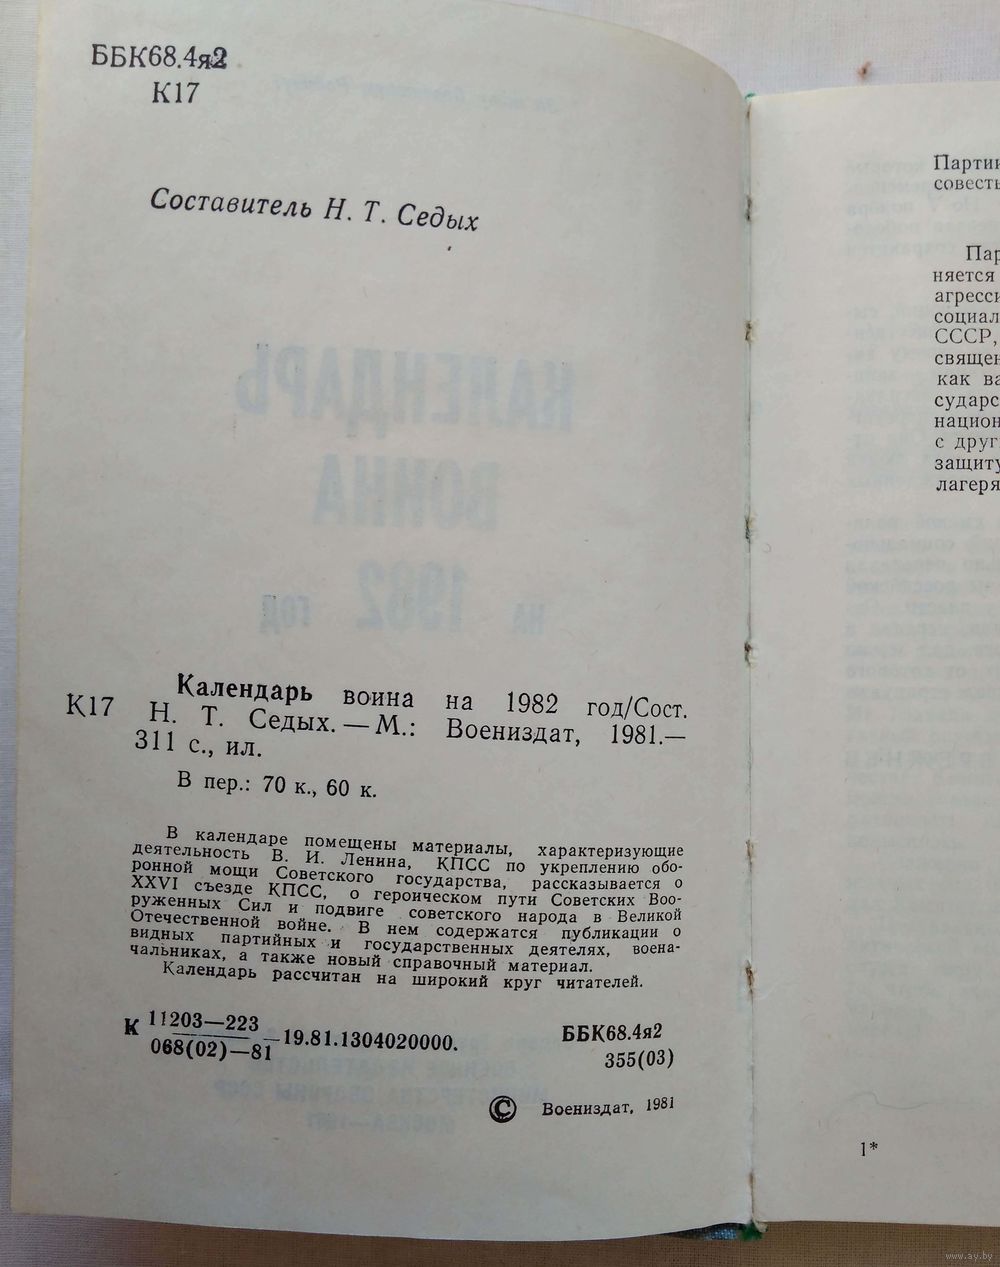 ББК68.4я2
К17
Составитель Н. Т. Седых
Календарь воина на 1982 год/Сост.
К17 Н. Т. Седых. — М.: Воениздат, 1981.—
311 с., ил.
В пер.: 70 к., 60 к.
В календаре помещены материалы, характеризующие
деятельность В. И. Ленина, КПСС по укреплению обо-
ронной мощи Советского государства, рассказывается о
XXVI съезде КПСС, о героическом пути Советских Воо-
руженных Сил и подвиге советского народа в Великой
Отечественной войне. В нем содержатся публикации о
видных партийных и государственных деятелях, воена-
чальниках, а также новый справочный материал.
Календарь рассчитан на широкий круг читателей.
К 11203—223
068(02)—81 —19.81.1304020000.
ББК68.4я2
355(03)
© Воениздат, 1981
Партии
совесть
Пар
няется
агресси
социал
СССР,
священ
как ва
сударс
национ
с друг
защиту
лагеря
1*
www.ay.by